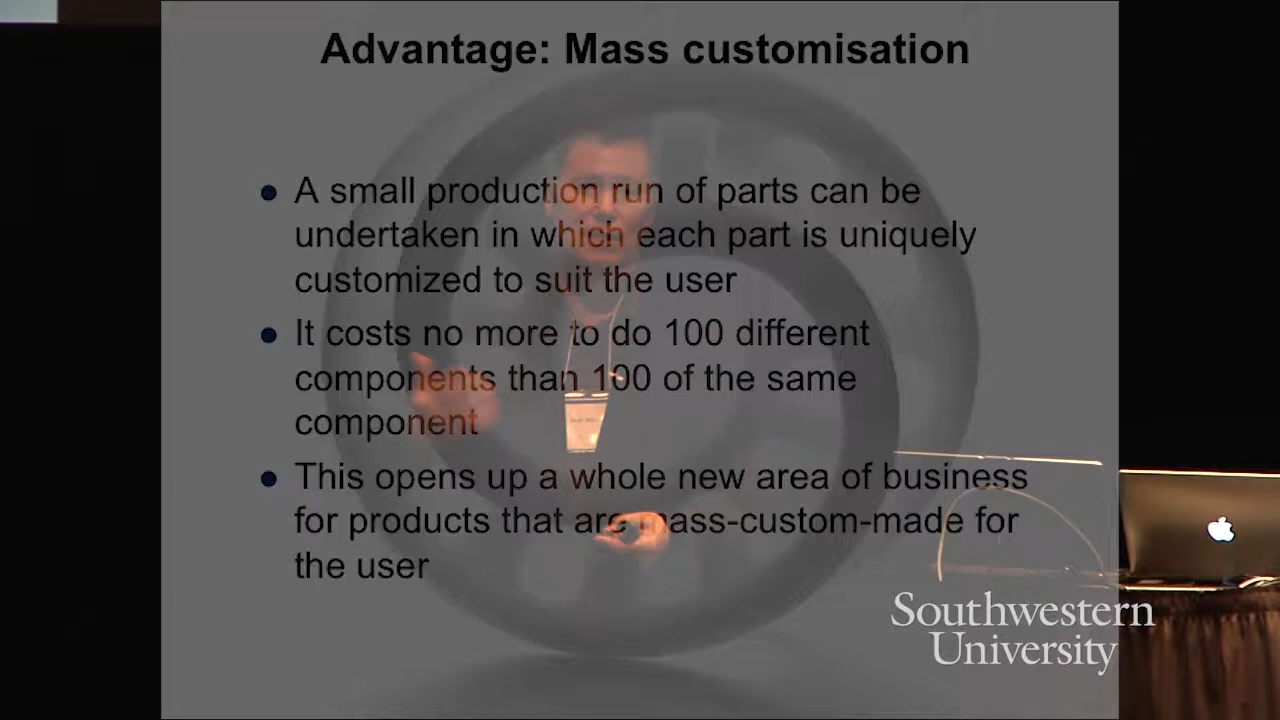 Advantage: Mass customisation
A small production run of parts can be
undertaken in which each part is uniquely
customized to suit the user
It costs no more to do 100 different
components than 100 of the same
component
This opens up a whole new area of business
for products that are mass-custom-made for
the user
Southwestern
University